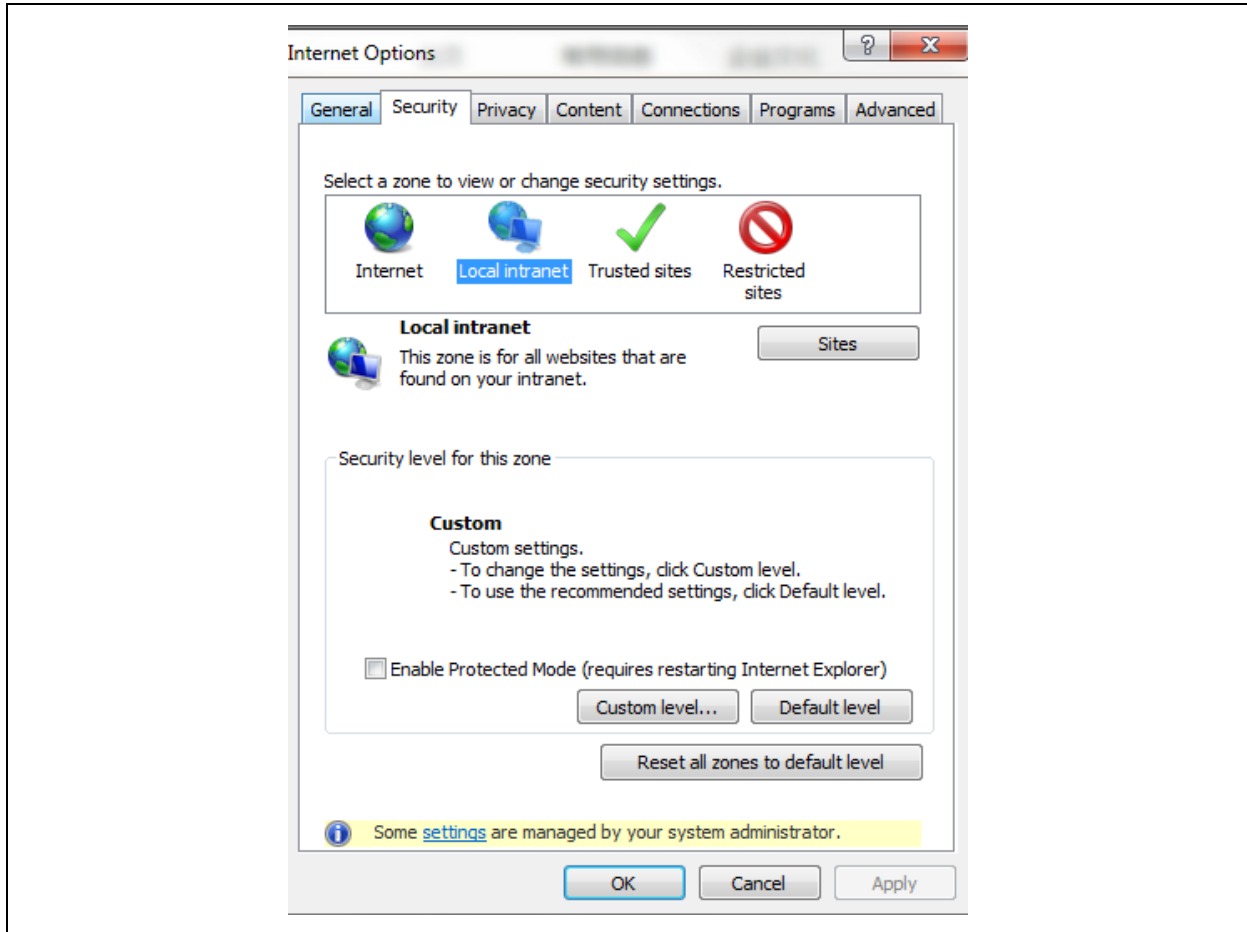 Internet Options
General Security Privacy Content Connections Programs Advanced
Select a zone to view or change security settings.
Internet Local intranet Trusted sites Restricted
sites
Local intranet
Sites
This zone is for all websites that are
found on your intranet.
Security level for this zone
Custom
Custom settings.
- To change the settings, click Custom level.
- To use the recommended settings, click Default level.
Enable Protected Mode (requires restarting Internet Explorer)
Custom level... Default level
Reset all zones to default level
Some settings are managed by your system administrator.
OK Cancel Apply